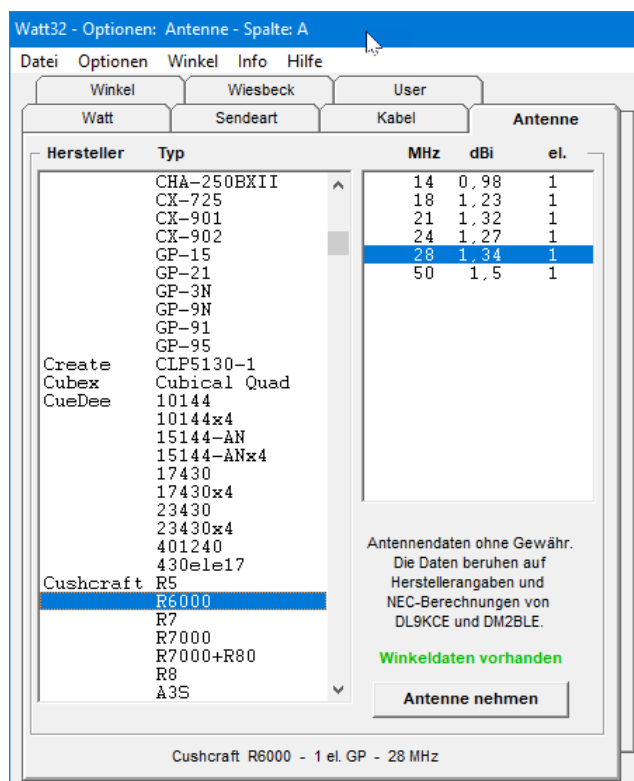 Watt32 - Optionen: Antenne - Spalte: A
Datei Optionen Winkel Info Hilfe
Winkel Wiesbeck User
Watt Sendeart Kabel Antenne
Hersteller Typ MHz dBi el.
CHA-250BXII
CX-725
CX-901
CX-902
GP-15
GP-21
GP-3N
GP-9N
GP-91
GP-95
Create CLP5130-1
Cubex Cubical Quad
CueDee 10144
10144x4
15144-AN
15144-ANx4
17430
17430x4
23430
23430x4
401240
430ele17
Cushcraft R5
R6000
R7
R7000
R7000+R80
R8
A3S
14 0,98 1
18 1,23 1
21 1,32 1
24 1,27 1
28 1,34 1
50 1,5 1
Antennendaten ohne Gewähr.
Die Daten beruhen auf
Herstellerangaben und
NEC-Berechnungen von
DL9KCE und DM2BLE.
Winkeldaten vorhanden
Antenne nehmen
Cushcraft R6000 - 1 el. GP - 28 MHz